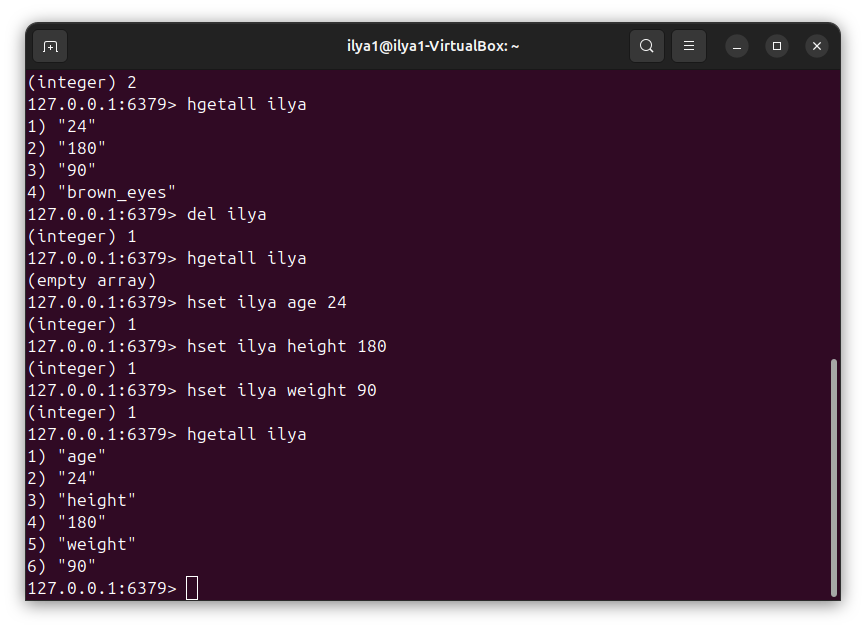 ilya1@ilya1-VirtualBox: ~
(integer) 2
127.0.0.1:6379> hgetall ilya
1) "24"
2) "180"
3) "90"
4) "brown_eyes"
127.0.0.1:6379> del ilya
(integer) 1
127.0.0.1:6379> hgetall ilya
(empty array)
127.0.0.1:6379> hset ilya age 24
(integer) 1
127.0.0.1:6379> hset ilya height 180
(integer) 1
127.0.0.1:6379> hset ilya weight 90
(integer) 1
127.0.0.1:6379> hgetall ilya
1) "age"
2) "24"
3) "height"
4) "180"
5) "weight"
6) "90"
127.0.0.1:6379>